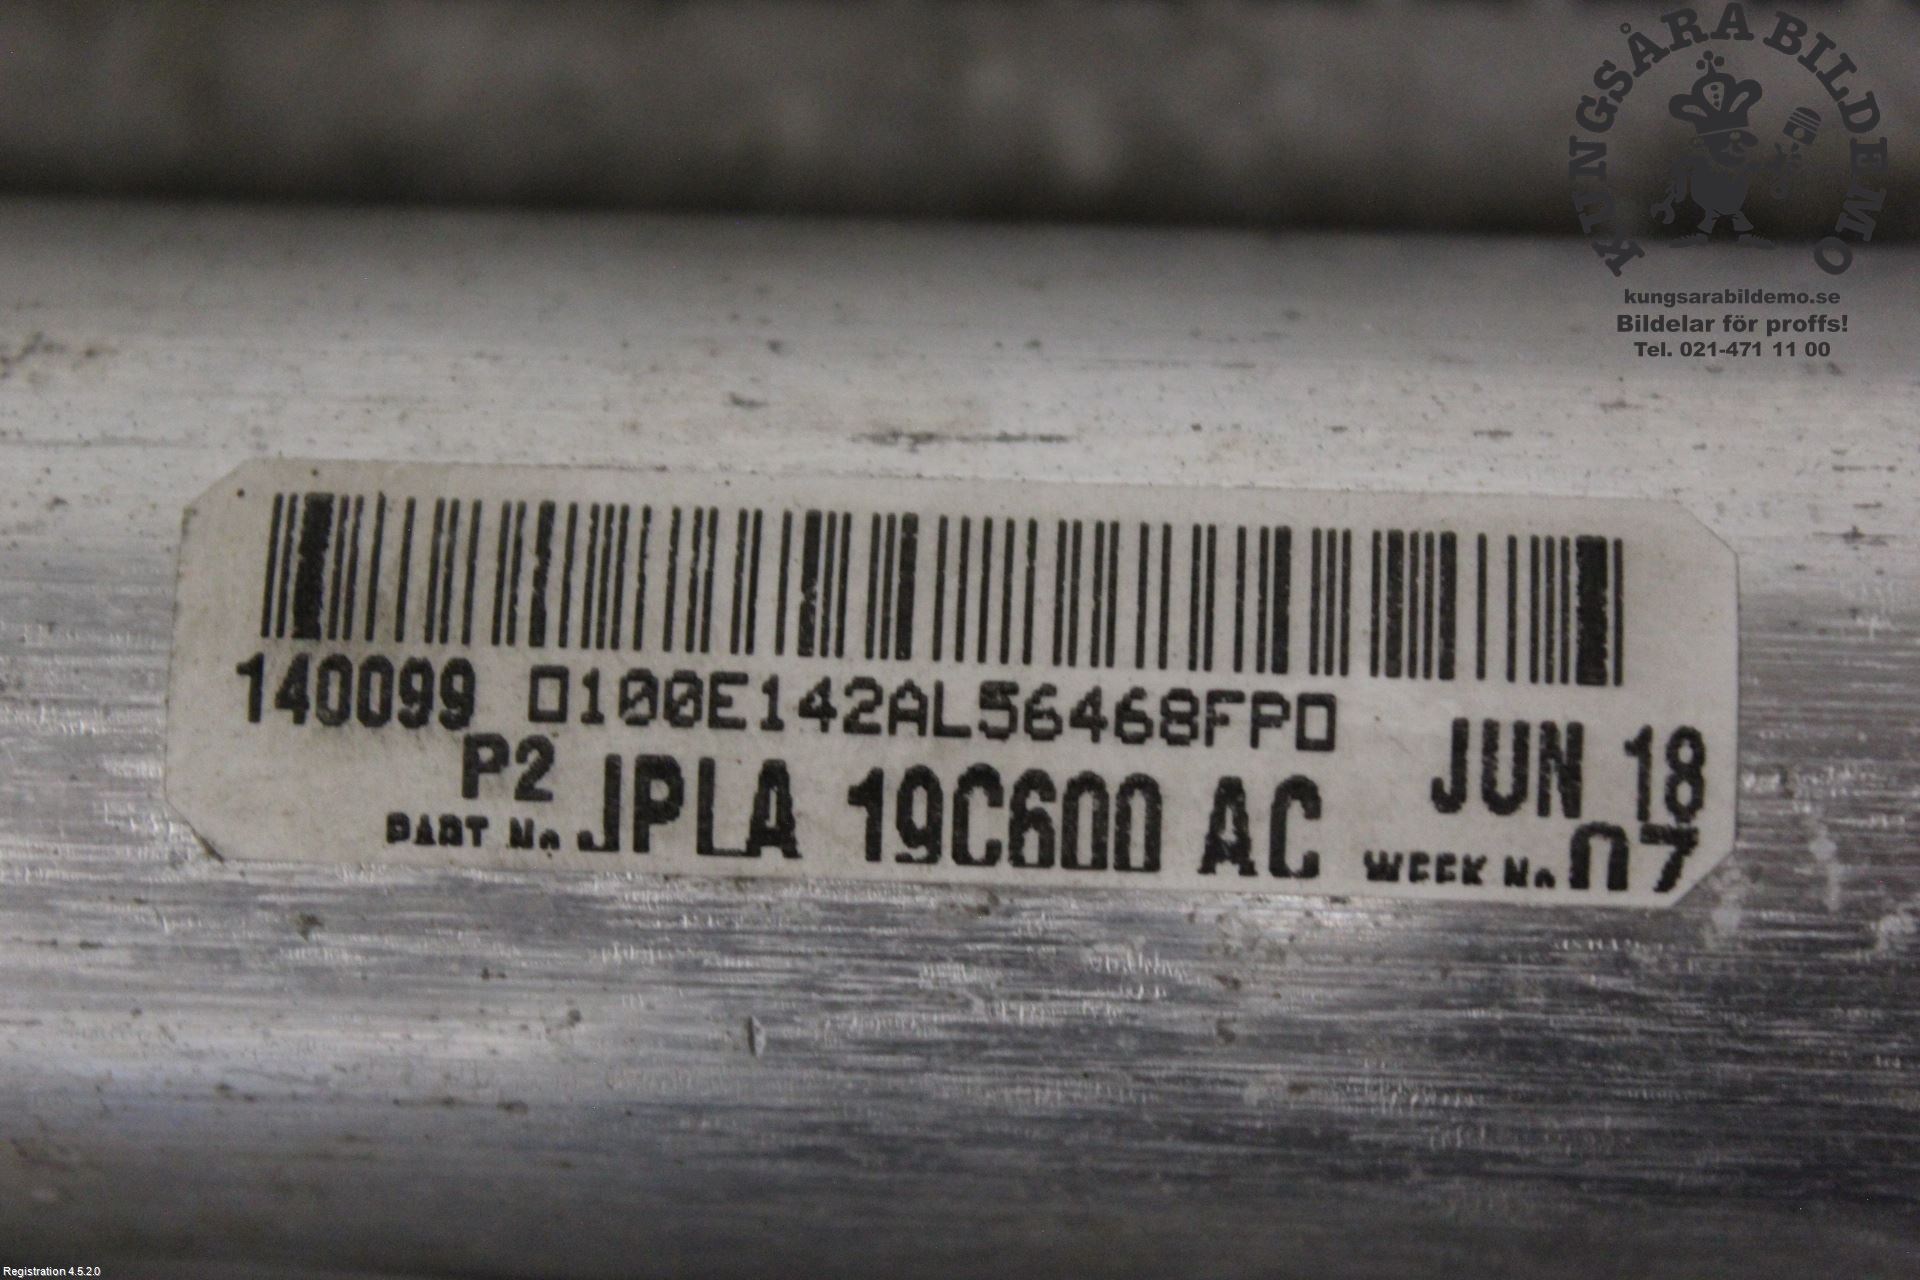 KUNGSÅRA BILDEMO
kungsarabildemo.se
Bildelar för proffs!
Tel. 021-471 11 00
140099 0100E142AL56468FP0
JUN 18
P2
PART No. JPLA 19C600 AC WEEK No. 07
Registration 4.5.2.0